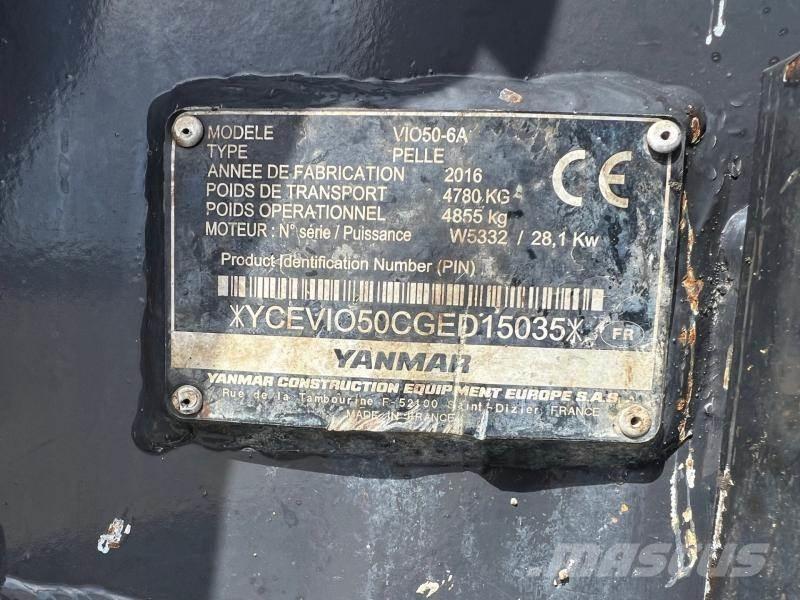 MODELE VIO50-6A
TYPE PELLE
ANNEE DE FABRICATION 2016
POIDS DE TRANSPORT 4780 KG
POIDS OPERATIONNEL 4855 kg
MOTEUR : N° série / Puissance W5332 / 28,1 Kw
CE
Product Identification Number (PIN)
*YCEVIO50CGED15035*
FR
YANMAR
YANMAR CONSTRUCTION EQUIPMENT EUROPE S.A.S
Rue de la Tambourine F-52100 Saint-Dizier FRANCE
MADE IN FRANCE
MASCUS